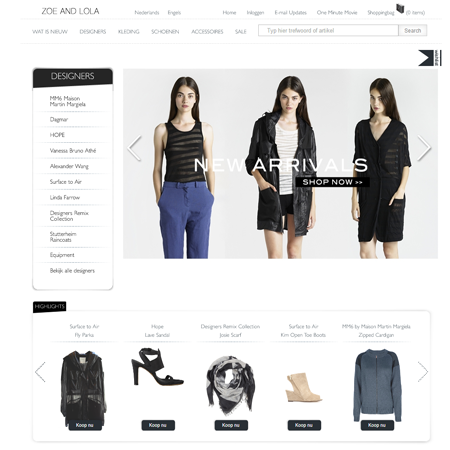 ZOE AND LOLA
Nederlands Engels
Home Inloggen E-mail Updates One Minute Movie Shoppingbag (0 items)
WAT IS NIEUW DESIGNERS KLEDING SCHOENEN ACCESSOIRES SALE
Typ hier trefwoord of artikel Search
DESIGNERS
MM6 Maison
Martin Margiela
Dagmar
HOPE
Vanessa Bruno Athé
Alexander Wang
Surface to Air
Linda Farrow
Designers Remix
Collection
Stutterheim
Raincoats
Equipment
Bekijk alle designers
NEW ARRIVALS
SHOP NOW >>
HIGHLIGHTS
Surface to Air
My Parka
Koop nu
Hope
Lave Sandal
Koop nu
Designers Remix Collection
Josie Scarf
Koop nu
Surface to Air
Kim Open Toe Boots
Koop nu
MM6 by Maison Martin Margiela
Zipped Cardigan
Koop nu